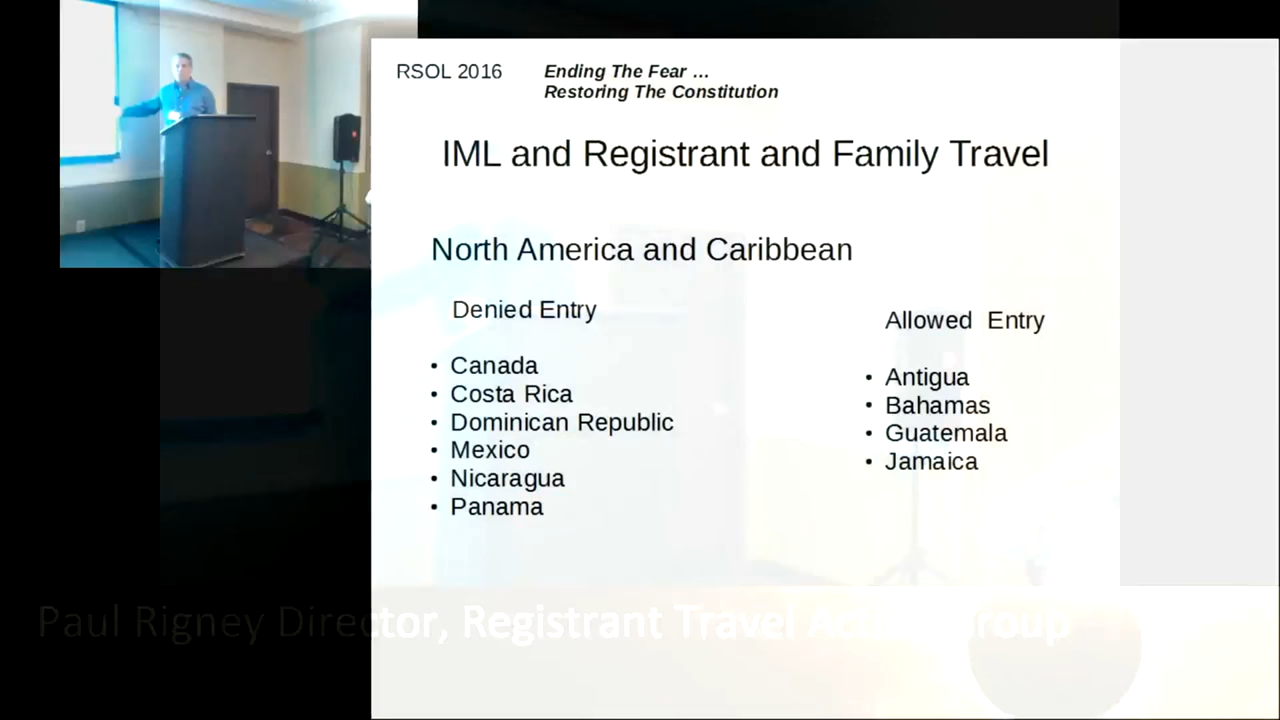 RSOL 2016
Ending The Fear ...
Restoring The Constitution
IML and Registrant and Family Travel
North America and Caribbean
Denied Entry
• Canada
• Costa Rica
• Dominican Republic
• Mexico
• Nicaragua
• Panama
Allowed Entry
• Antigua
• Bahamas
• Guatemala
• Jamaica
Paul Rigney Director, Registrant Travel Action Group